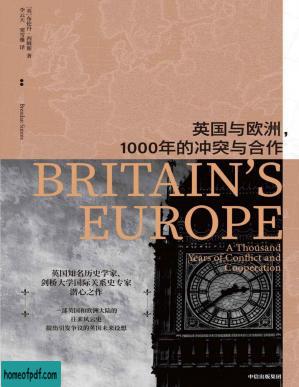 [英] 布伦丹·西姆斯 著
李天云 窦雪雅 译
Brendan Simms
英国与欧洲，
1000年的冲突与合作
BRITAIN'S
EUROPE
A Thousand
Years of Conflict and
Cooperation
英国知名历史学家、
剑桥大学国际关系史专家
潜心之作
一部英国和欧洲大陆的
往来风云史
提供引发争议的英国未来设想
homeofpdf.com
中信出版集团